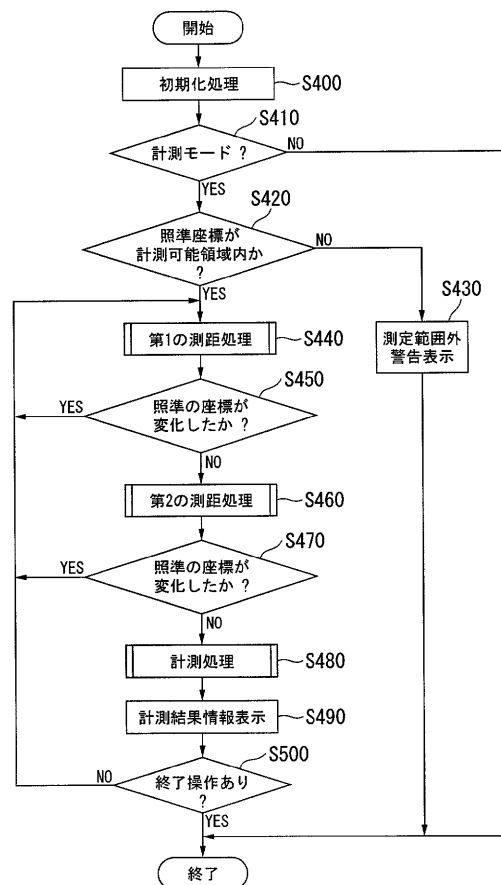 開始
初期化処理
S400
S410
計測モード ?
NO
YES
S420
照準座標が
計測可能領域内か
?
NO
YES
S430
測定範囲外
警告表示
第1の測距処理
S440
S450
照準の座標が
変化したか ?
YES
NO
第2の測距処理
S460
S470
照準の座標が
変化したか ?
YES
NO
計測処理
S480
計測結果情報表示
S490
S500
終了操作あり
?
NO
YES
終了